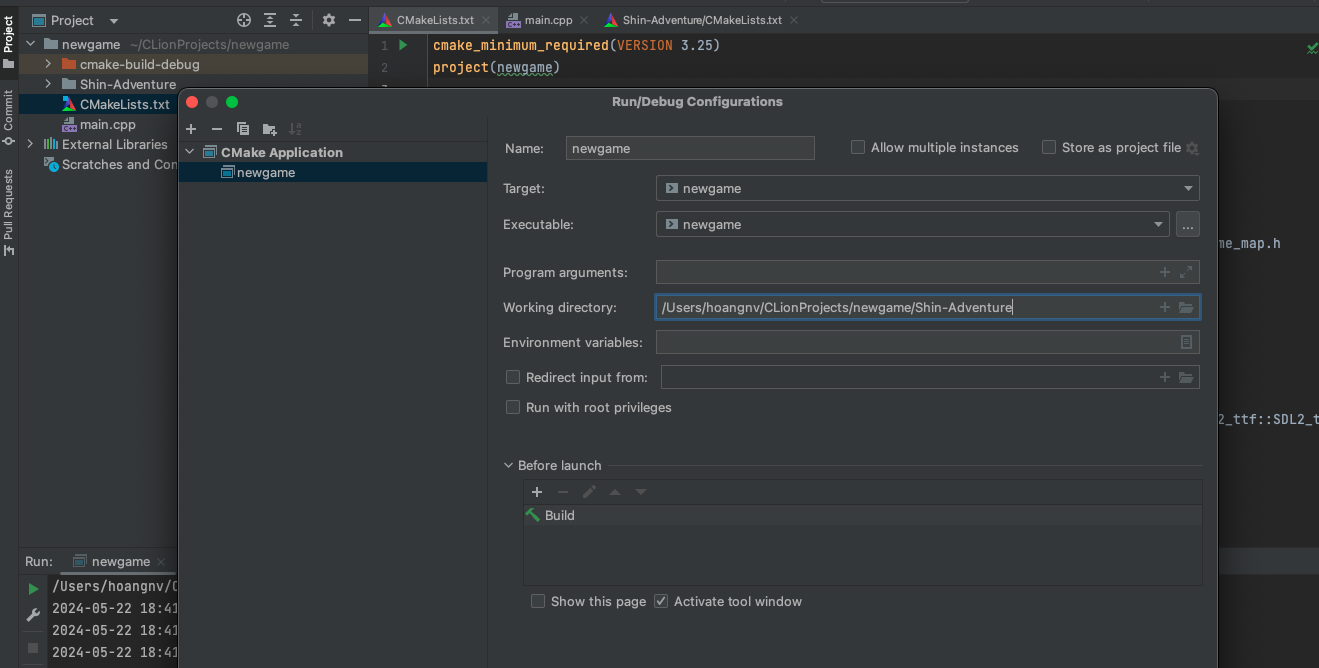 Project
CMakeLists.txt
main.cpp
Shin-Adventure/CMakeLists.txt
Project
Commit
Pull Requests
newgame ~/CLionProjects/newgame
cmake-build-debug
Shin-Adventure
CMakeLists.txt
main.cpp
External Libraries
Scratches and Con
1 cmake_minimum_required(VERSION 3.25)
2 project(newgame)
me_map.h
2_ttf::SDL2_t
Run/Debug Configurations
CMake Application
newgame
Name: newgame
Allow multiple instances
Store as project file
Target: newgame
Executable: newgame
...
Program arguments:
Working directory: /Users/hoangnv/CLionProjects/newgame/Shin-Adventure
Environment variables:
Redirect input from:
Run with root privileges
Before launch
Build
Show this page
Activate tool window
Run: newgame
/Users/hoangnv/C
2024-05-22 18:41
2024-05-22 18:41
2024-05-22 18:41